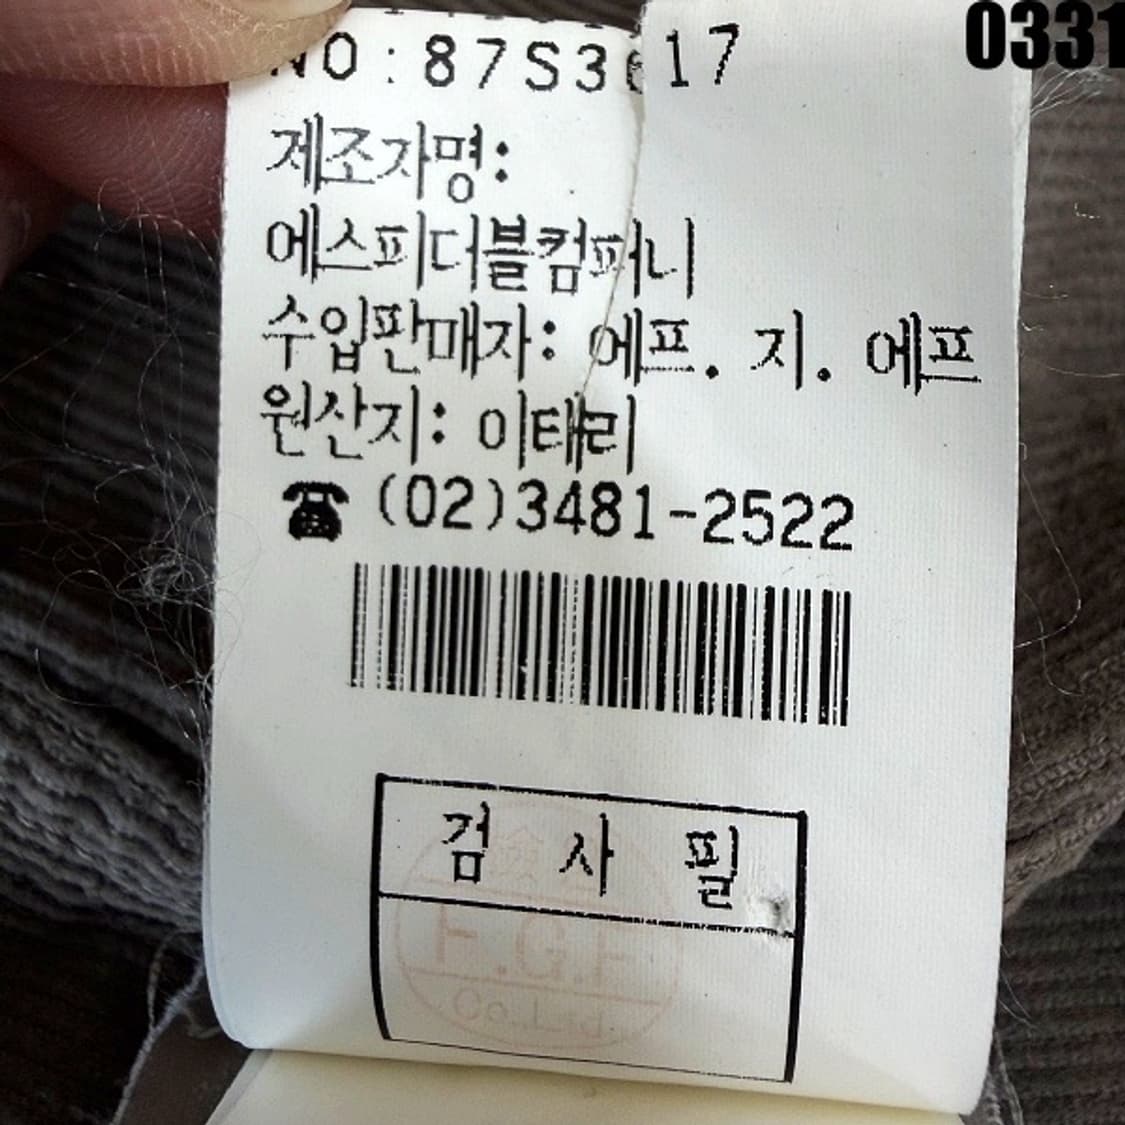 0331
NO:87S3617
제조자명:
에스피더블컴퍼니
수입판매자: 에프. 지. 에프
원산지: 이태리
☎ (02)3481-2522
검 사 필
F.G.F
Co.,Ltd.